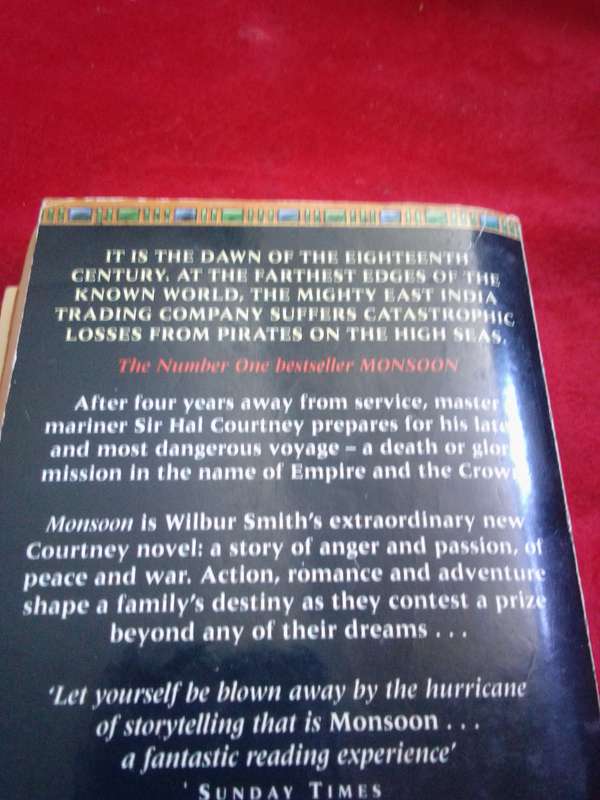 IT IS THE DAWN OF THE EIGHTEENTH
CENTURY. AT THE FARTHEST EDGES OF THE
KNOWN WORLD, THE MIGHTY EAST INDIA
TRADING COMPANY SUFFERS CATASTROPHIC
LOSSES FROM PIRATES ON THE HIGH SEAS.
The Number One bestseller MONSOON
After four years away from service, master
mariner Sir Hal Courtney prepares for his
and most dangerous voyage – a death or glory
mission in the name of Empire and the Crown
Monsoon is Wilbur Smith's extraordinary new
Courtney novel: a story of anger and passion, of
peace and war. Action, romance and adventure
shape a family's destiny as they contest a prize
beyond any of their dreams . . .
'Let yourself be blown away by the hurricane
of storytelling that is Monsoon . . .
a fantastic reading experience'
SUNDAY TIMES